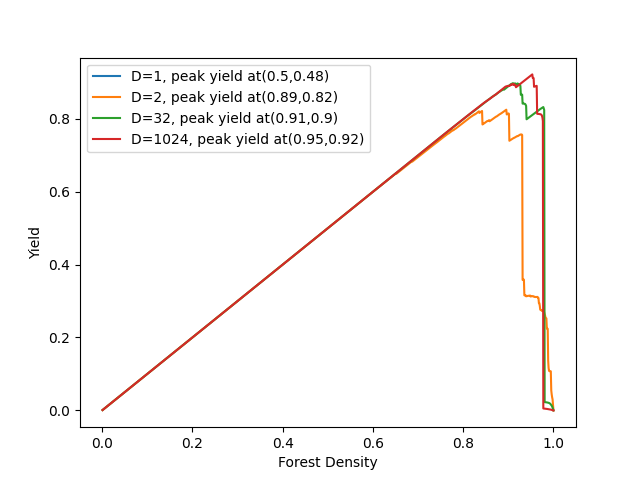 D=1, peak yield at(0.5,0.48)
D=2, peak yield at(0.89,0.82)
D=32, peak yield at(0.91,0.9)
D=1024, peak yield at(0.95,0.92)
Yield
0.8
0.6
0.4
0.2
0.0
0.0 0.2 0.4 0.6 0.8 1.0
Forest Density